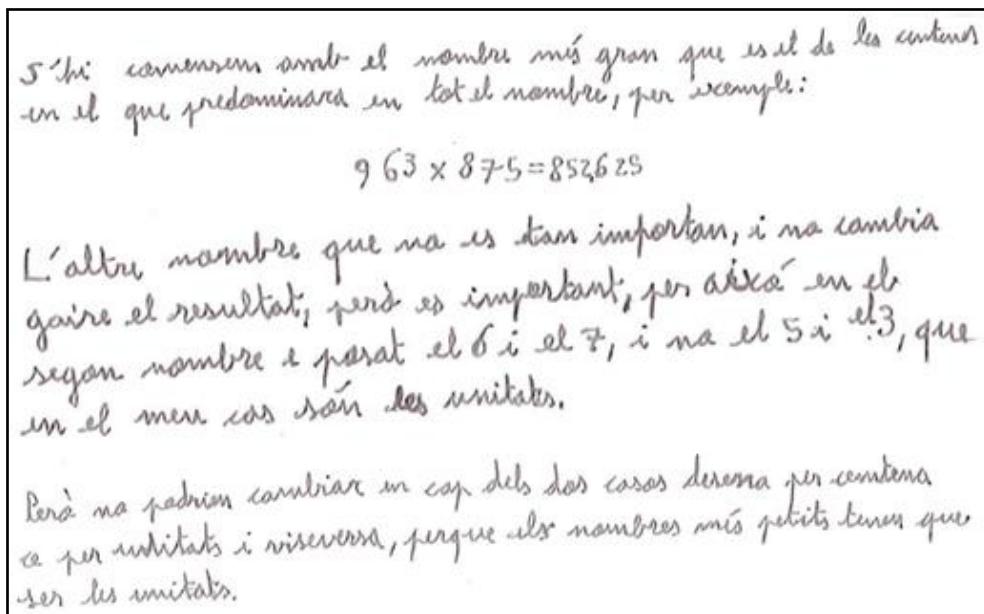 S'hi comensem amb el nombre més gran que es el de les centenes
en el que predominara en tot el nombre, per exemple:
963 x 875 = 852625
L'altre nombre que no es tan importan, i no cambia
gaire el resultat, però es important, per aixó en el
segon nombre e posat el 6 i el 7, i no el 5 i el 3, que
en el meu cas són les unitats.
Però no podrien cambiar en cap dels dos casos desena per centena
o per unitats i viseversa, perque els nombres més petits tenen que
ser les unitats.